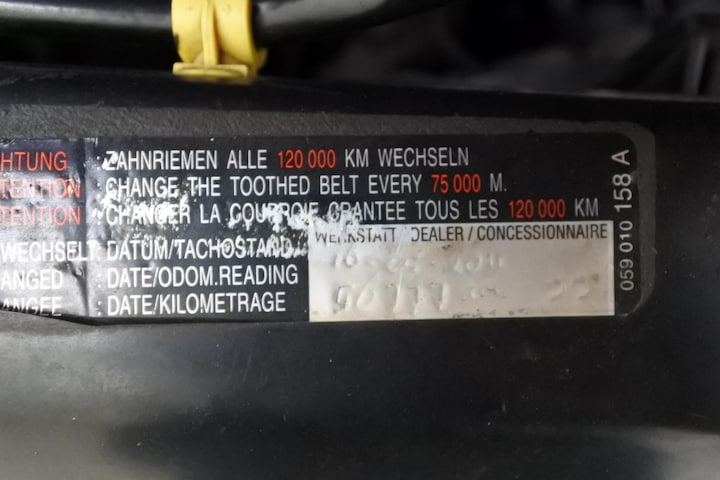 HTUNG : ZAHNRIEMEN ALLE 120 000 KM WECHSELN
TENTION : CHANGE THE TOOTHED BELT EVERY 75 000 M.
TENTION : CHANGER LA COURROIE CRANTEE TOUS LES 120 000 KM
WECHSELT : DATUM/TACHOSTAND
WERKSTATT / DEALER / CONCESSIONNAIRE
ANGED : DATE/ODOM.READING
ANGEE : DATE/KILOMETRAGE
059 010 158 A